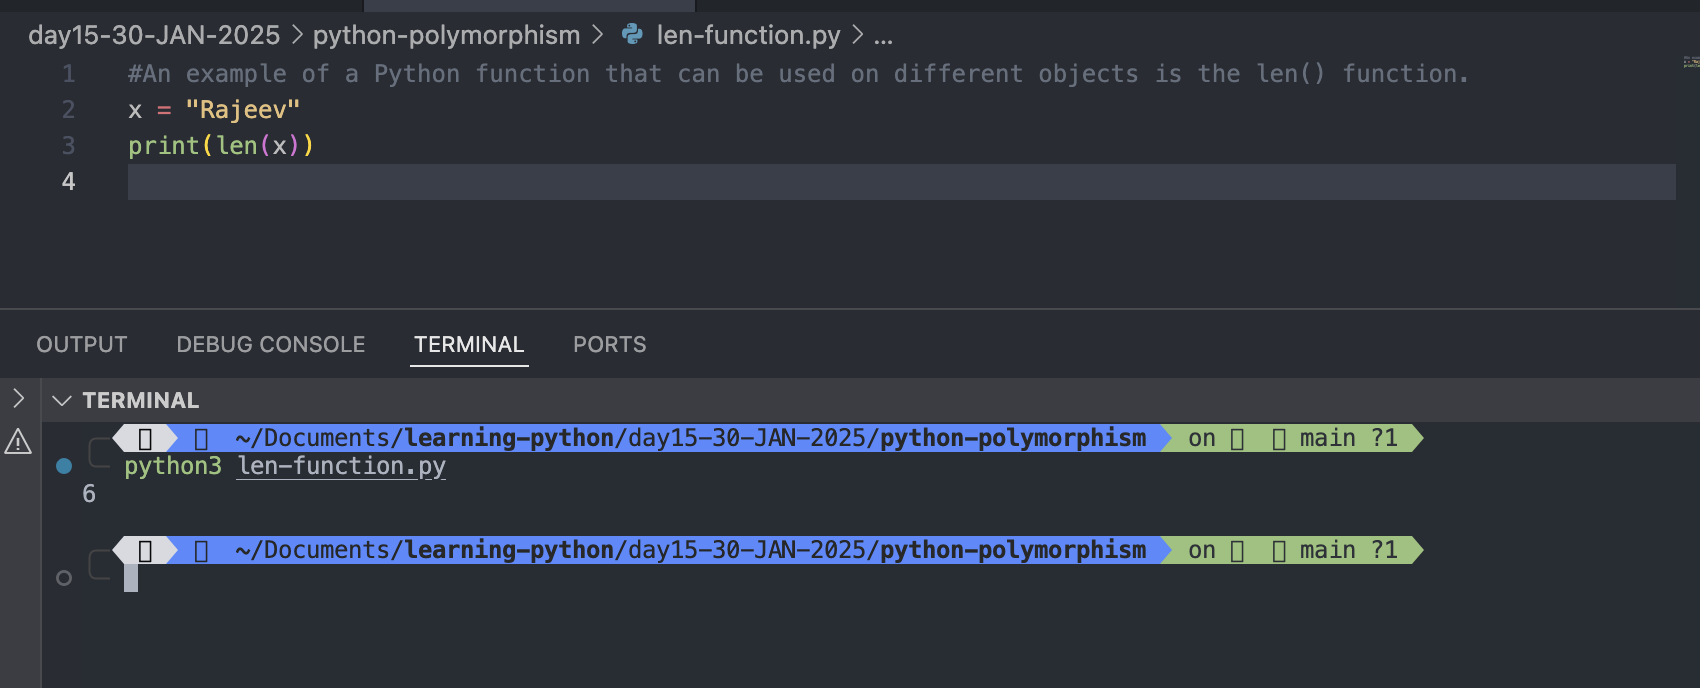 day15-30-JAN-2025 > python-polymorphism > len-function.py > ...
1 #An example of a Python function that can be used on different objects is the len() function.
2 x = "Rajeev"
3 print(len(x))
4
OUTPUT DEBUG CONSOLE TERMINAL PORTS
TERMINAL
~/Documents/learning-python/day15-30-JAN-2025/python-polymorphism on main ?1
python3 len-function.py
6
~/Documents/learning-python/day15-30-JAN-2025/python-polymorphism on main ?1